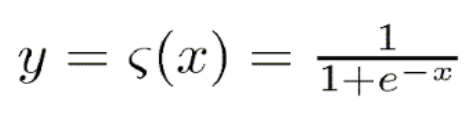 y = ς(x) = 1/(1+e^{-x})